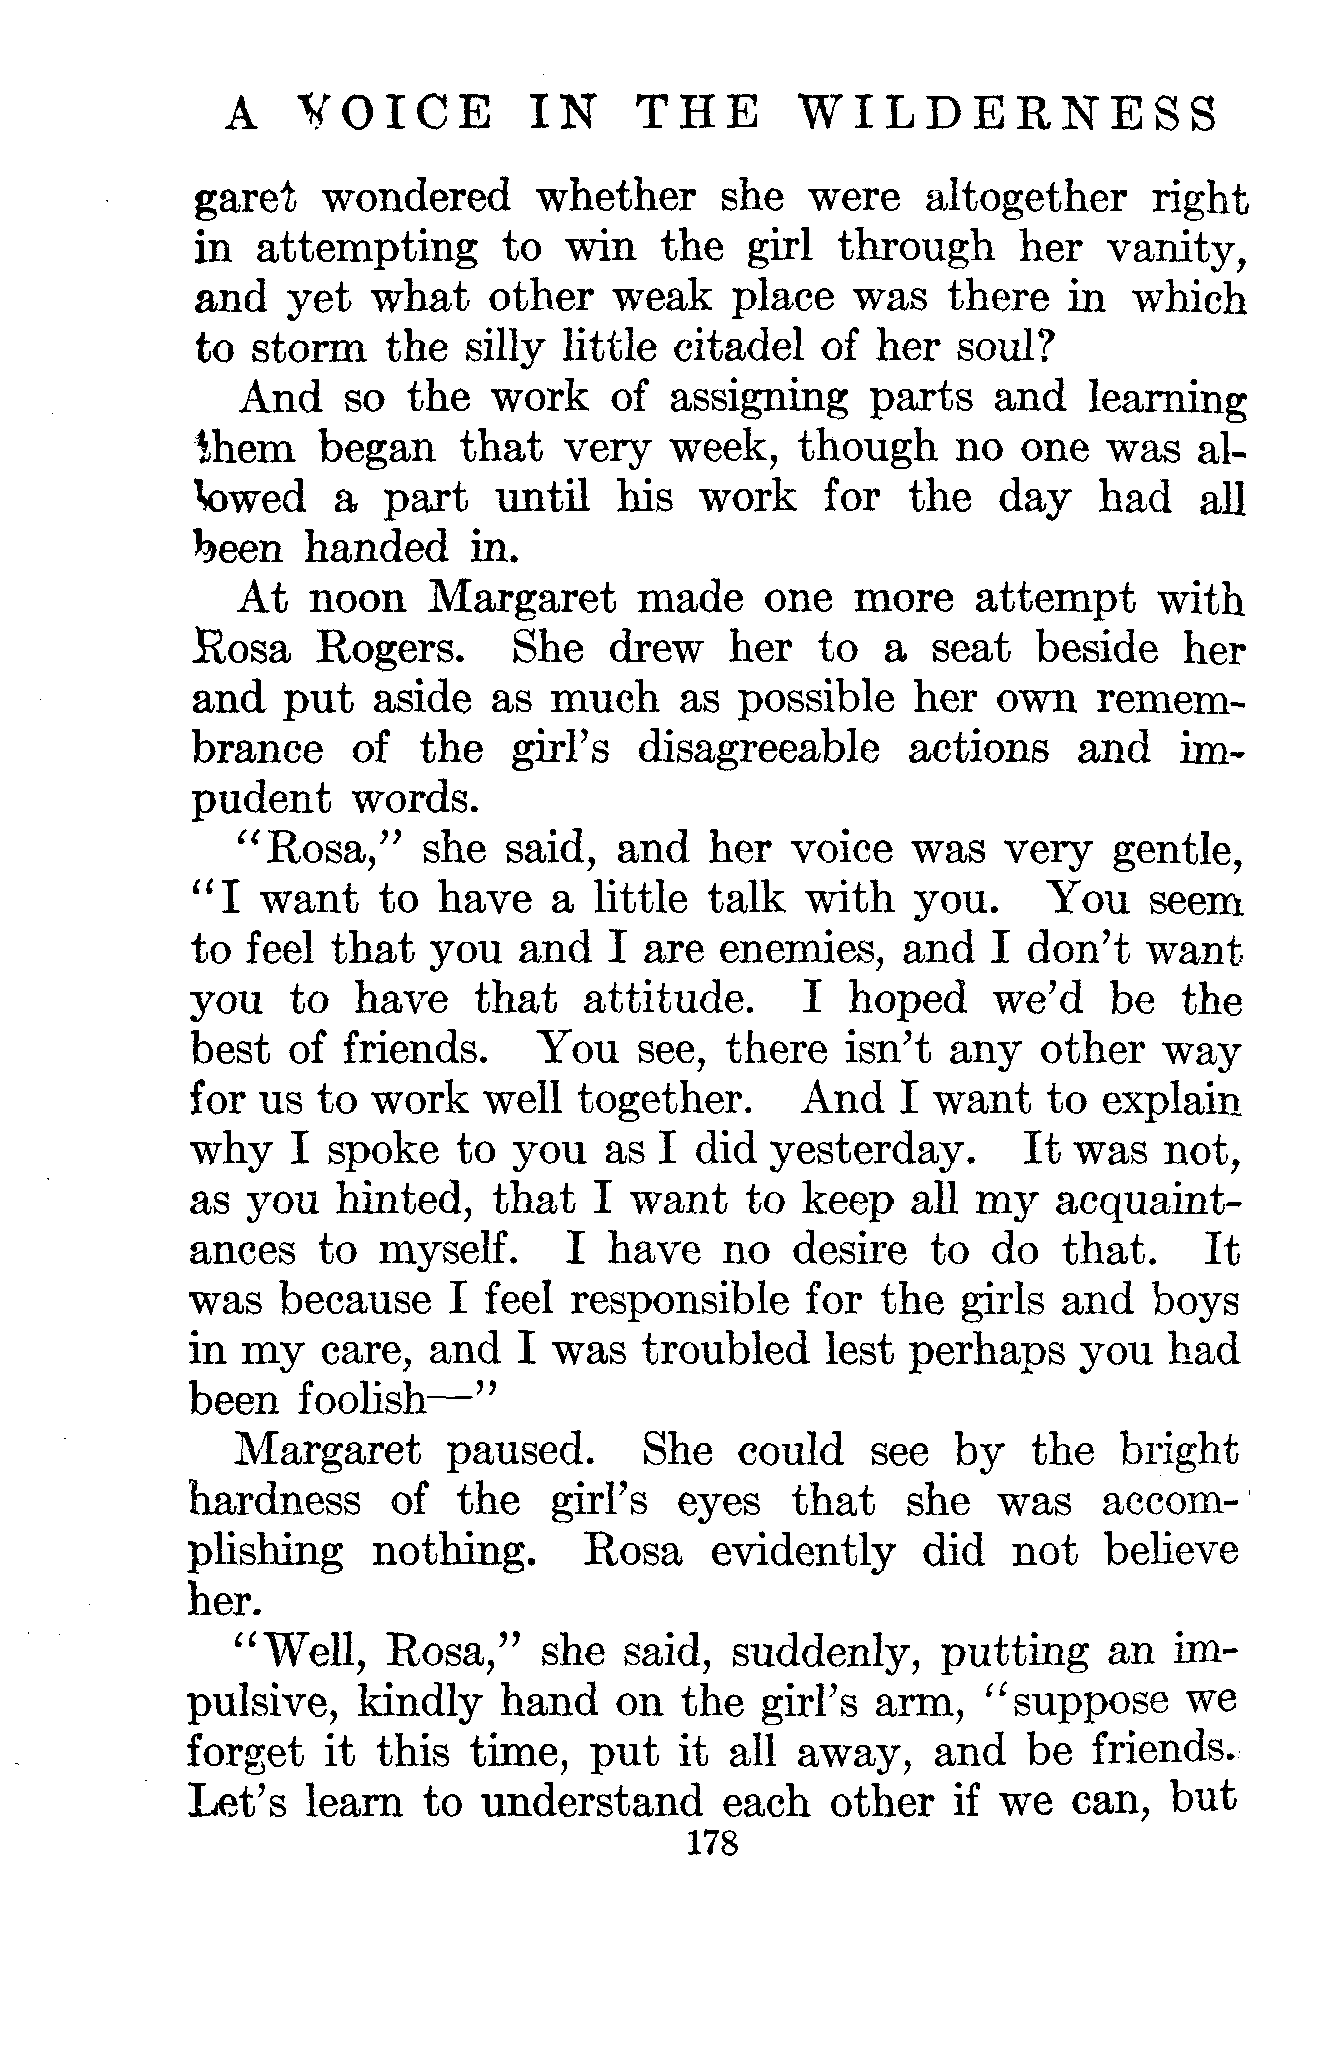 A VOICE IN THE WILDERNESS
garet wondered whether she were altogether right
in attempting to win the girl through her vanity,
and yet what other weak place was there in which
to storm the silly little citadel of her soul?
And so the work of assigning parts and learning
them began that very week, though no one was al-
lowed a part until his work for the day had all
been handed in.
At noon Margaret made one more attempt with
Rosa Rogers. She drew her to a seat beside her
and put aside as much as possible her own remem-
brance of the girl's disagreeable actions and im-
pudent words.
"Rosa," she said, and her voice was very gentle,
"I want to have a little talk with you. You seem
to feel that you and I are enemies, and I don't want
you to have that attitude. I hoped we'd be the
best of friends. You see, there isn't any other way
for us to work well together. And I want to explain
why I spoke to you as I did yesterday. It was not,
as you hinted, that I want to keep all my acquaint-
ances to myself. I have no desire to do that. It
was because I feel responsible for the girls and boys
in my care, and I was troubled lest perhaps you had
been foolish—"
Margaret paused. She could see by the bright
hardness of the girl's eyes that she was accom-
plishing nothing. Rosa evidently did not believe
her.
"Well, Rosa," she said, suddenly, putting an im-
pulsive, kindly hand on the girl's arm, "suppose we
forget it this time, put it all away, and be friends.
Let's learn to understand each other if we can, but
178